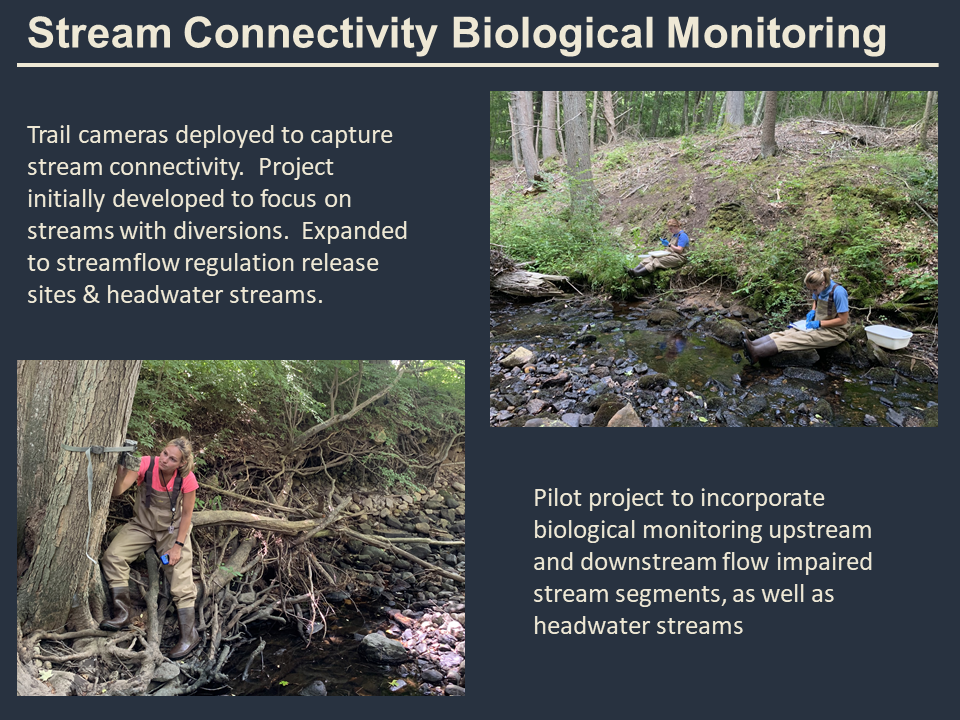 Stream Connectivity Biological Monitoring
Trail cameras deployed to capture
stream connectivity.  Project
initially developed to focus on
streams with diversions.  Expanded
to streamflow regulation release
sites & headwater streams.
Pilot project to incorporate
biological monitoring upstream
and downstream flow impaired
stream segments, as well as
headwater streams